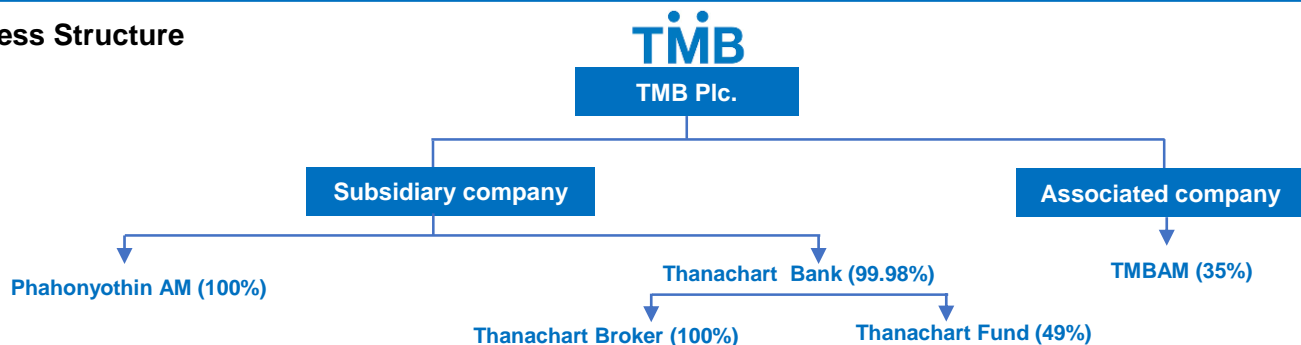 ess Structure
TMB
TMB Plc.
Subsidiary company
Associated company
Phahonyothin AM (100%)
Thanachart Bank (99.98%)
TMBAM (35%)
Thanachart Broker (100%)
Thanachart Fund (49%)